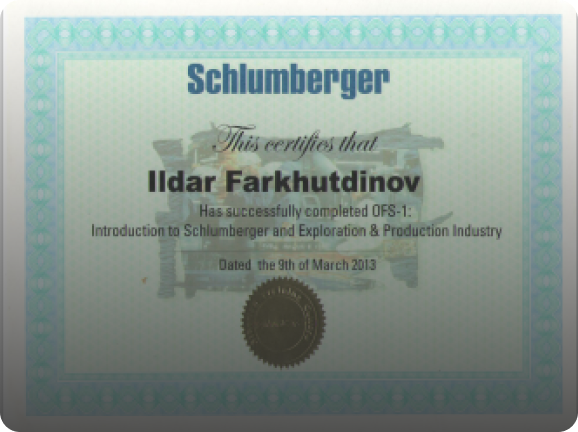 Schlumberger
This certifies that
Ildar Farkhutdinov
Has successfully completed OFS-1:
Introduction to Schlumberger and Exploration & Production Industry
Dated the 9th of March 2013